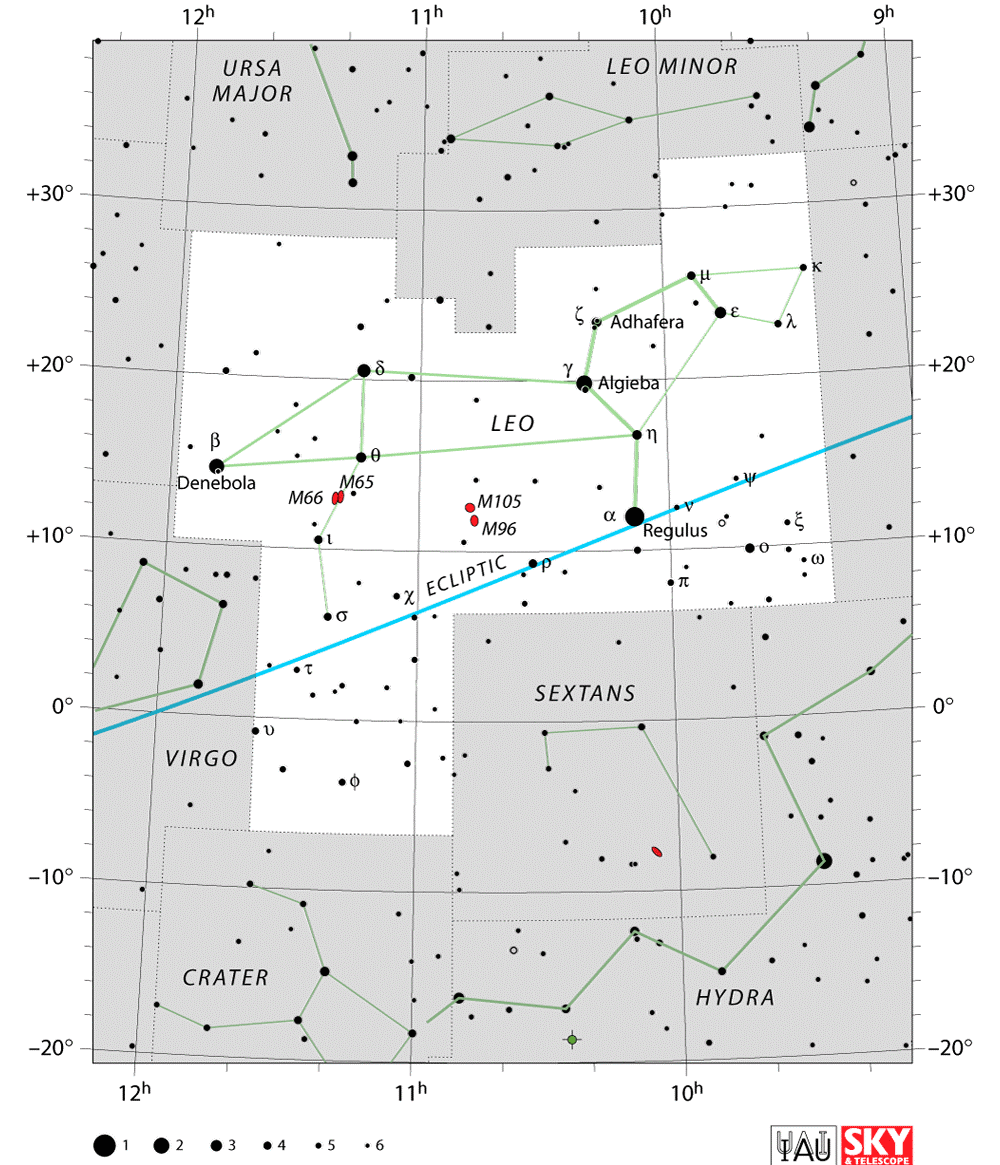 12h 11h 10h 9h
URSA
MAJOR
LEO MINOR
+30° +30°
κ
μ
ε
λ
ζ Adhafera
+20° +20°
δ
γ Algieba
LEO
η
β
Denebola
θ
M65
M66
M105
M96
ψ
ν
α Regulus
ξ
ο
ω
+10° +10°
ι
ρ
π
ECLIPTIC
χ
σ
τ
SEXTANS
0° 0°
υ
VIRGO
ϕ
–10° –10°
CRATER
HYDRA
–20° –20°
12h 11h 10h
1 2 3 4 5 6
IAU
SKY
& TELESCOPE